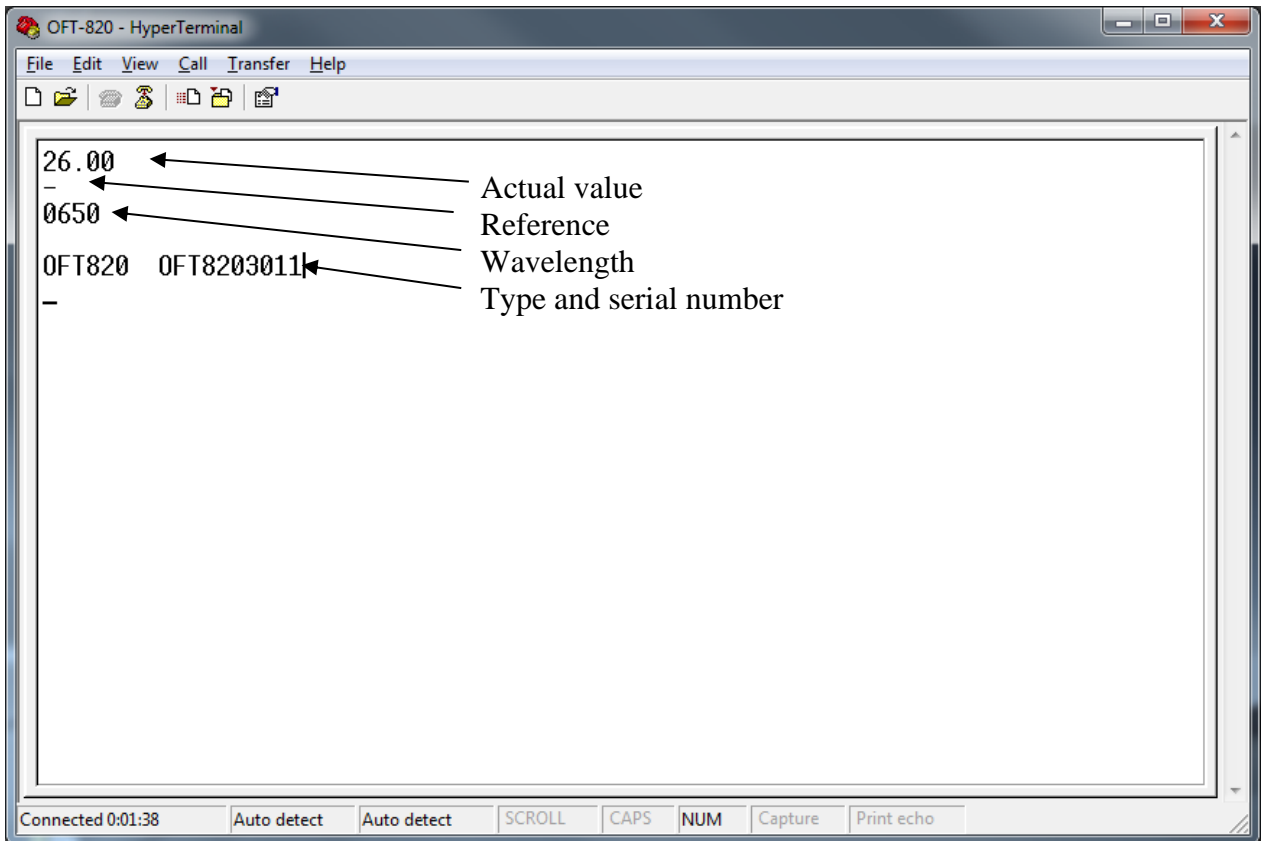 OFT-820 - HyperTerminal
File Edit View Call Transfer Help
26.00
Actual value
-
Reference
0650
Wavelength
OFT820 OFT8203011
Type and serial number
Connected 0:01:38 Auto detect Auto detect SCROLL CAPS NUM Capture Print echo